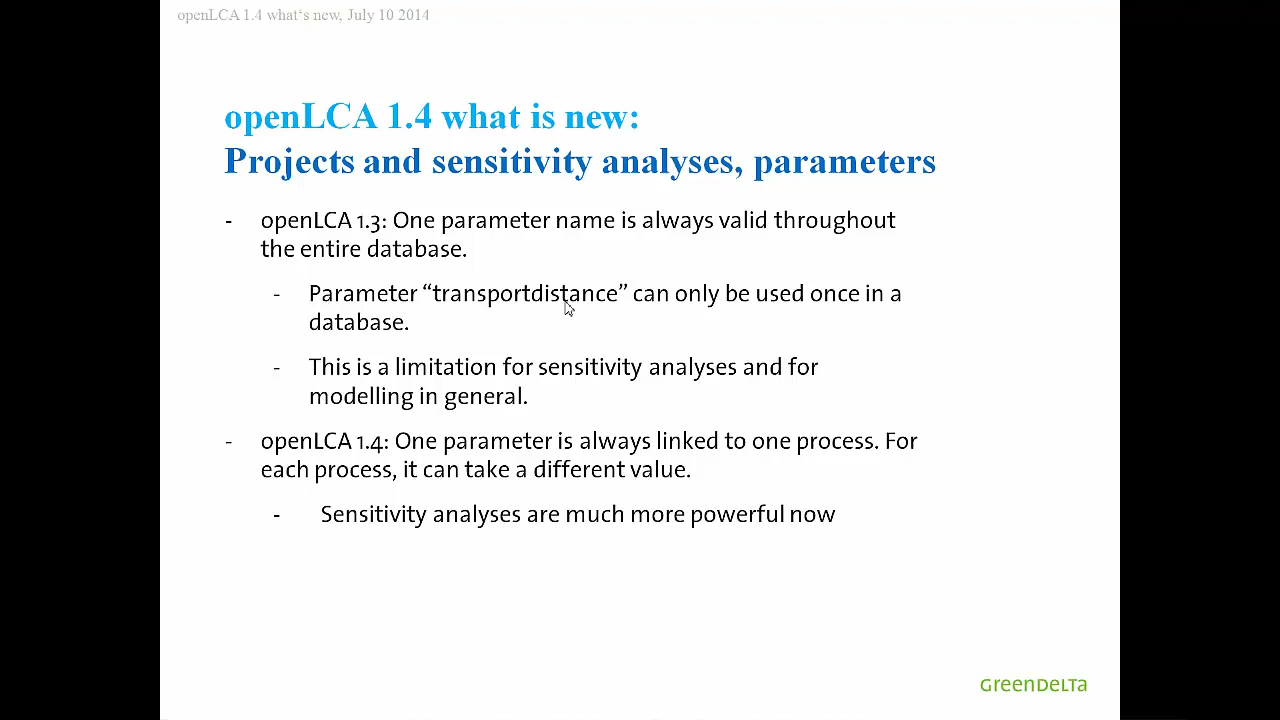 openLCA 1.4 what‘s new, July 10 2014
openLCA 1.4 what is new:
Projects and sensitivity analyses, parameters
- openLCA 1.3: One parameter name is always valid throughout
the entire database.
- Parameter “transportdistance” can only be used once in a
database.
- This is a limitation for sensitivity analyses and for
modelling in general.
- openLCA 1.4: One parameter is always linked to one process. For
each process, it can take a different value.
- Sensitivity analyses are much more powerful now
GreenDeLTa